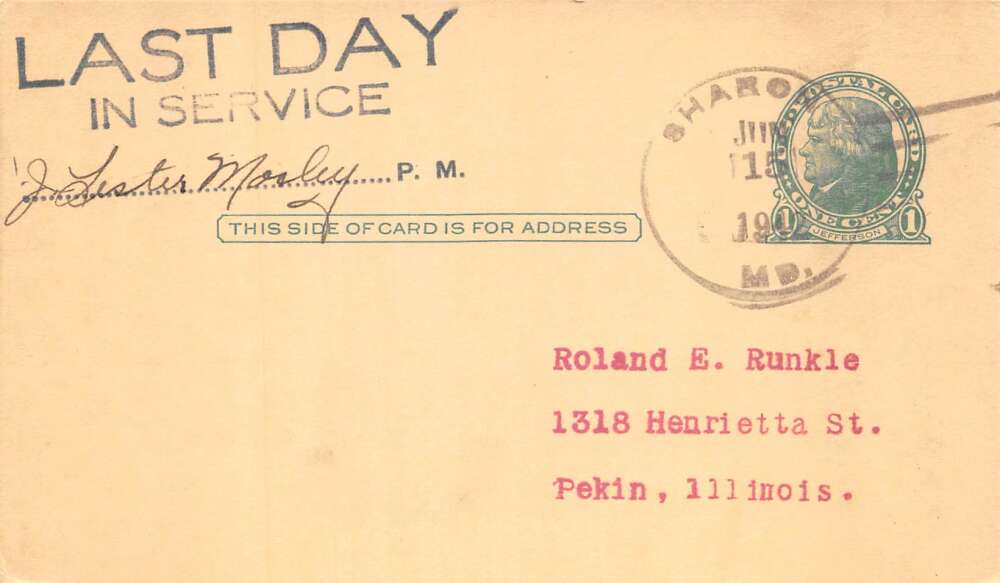 LAST DAY
IN SERVICE
J Lester Mosley P. M.
THIS SIDE OF CARD IS FOR ADDRESS
JUN
15
MD.
U.S. POSTAL CARD
1 ONE CENT 1
JEFFERSON
Roland E. Runkle
1318 Henrietta St.
Pekin, Illinois.